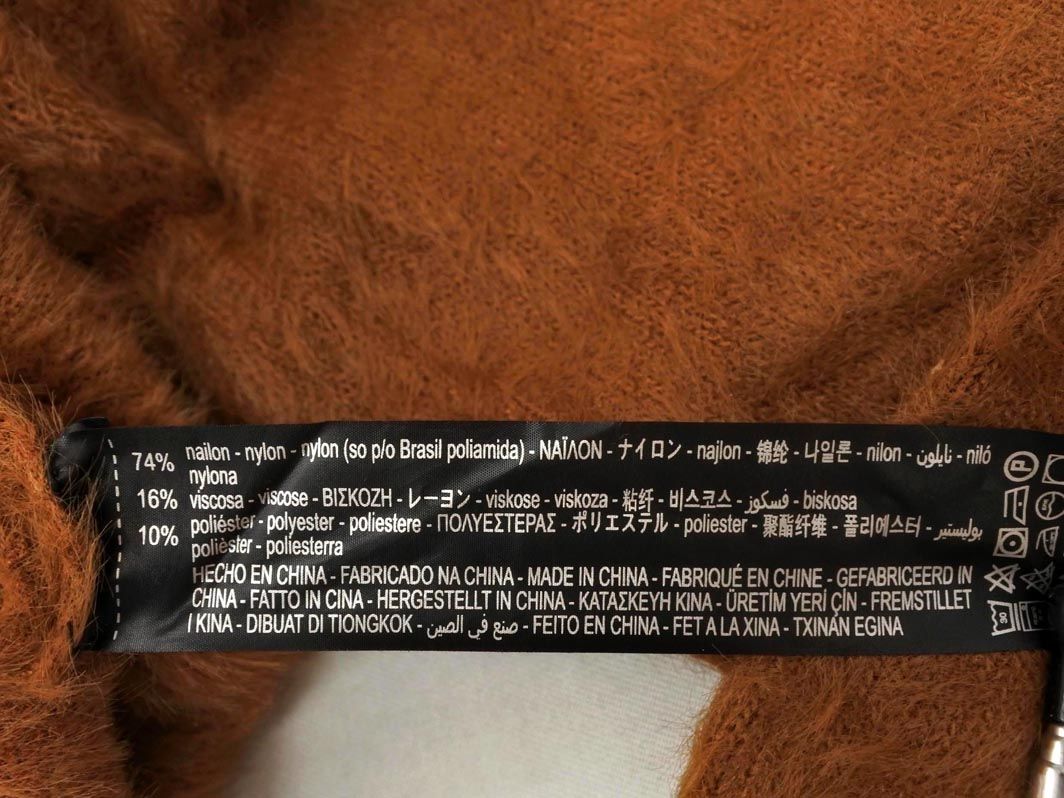 74% nailon - nylon - nylon (so p/o Brasil poliamida) - NAΪΛON - ナイロン - najlon - 锦纶 - 나일론 - nilon - نايلون - niló
nylona
16% viscosa - viscose - ΒΙΣΚΟΖΗ - レーヨン - viskose - viskoza - 粘纤 - 비스코스 - فسكوز - biskosa
10% poliéster - polyester - poliestere - ΠΟΛΥΕΣΤΕΡΑΣ - ポリエステル - poliester - 聚酯纤维 - 폴리에스터 - بوليستير -
polièster - poliesterra
HECHO EN CHINA - FABRICADO NA CHINA - MADE IN CHINA - FABRIQUÉ EN CHINE - GEFABRICEERD IN
CHINA - FATTO IN CINA - HERGESTELLT IN CHINA - ΚΑΤΑΣΚΕΥΗ ΚΙΝΑ - ÜRETİM YERİ ÇİN - FREMSTILLET
I KINA - DIBUAT DI TIONGKOK - صنع في الصين - FEITO EN CHINA - FET A LA XINA - TXINAN EGINA
P
30